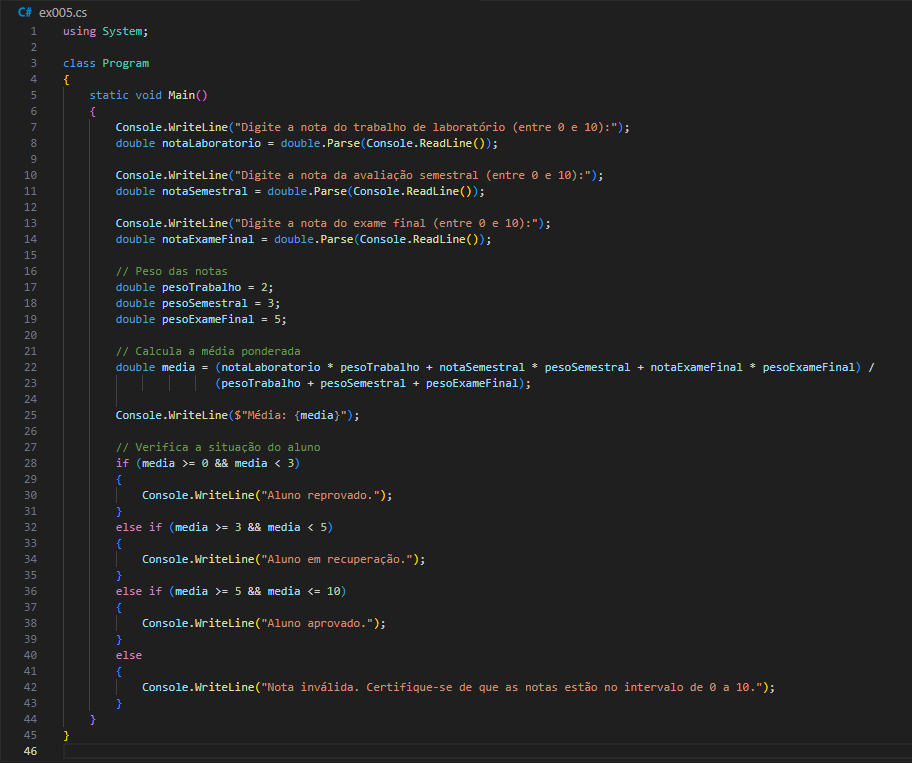 C# ex005.cs
1 using System;
2
3 class Program
4 {
5     static void Main()
6     {
7         Console.WriteLine("Digite a nota do trabalho de laboratório (entre 0 e 10):");
8         double notaLaboratorio = double.Parse(Console.ReadLine());
9
10         Console.WriteLine("Digite a nota da avaliação semestral (entre 0 e 10):");
11         double notaSemestral = double.Parse(Console.ReadLine());
12
13         Console.WriteLine("Digite a nota do exame final (entre 0 e 10):");
14         double notaExameFinal = double.Parse(Console.ReadLine());
15
16         // Peso das notas
17         double pesoTrabalho = 2;
18         double pesoSemestral = 3;
19         double pesoExameFinal = 5;
20
21         // Calcula a média ponderada
22         double media = (notaLaboratorio * pesoTrabalho + notaSemestral * pesoSemestral + notaExameFinal * pesoExameFinal) /
23                        (pesoTrabalho + pesoSemestral + pesoExameFinal);
24
25         Console.WriteLine($"Média: {media}");
26
27         // Verifica a situação do aluno
28         if (media >= 0 && media < 3)
29         {
30             Console.WriteLine("Aluno reprovado.");
31         }
32         else if (media >= 3 && media < 5)
33         {
34             Console.WriteLine("Aluno em recuperação.");
35         }
36         else if (media >= 5 && media <= 10)
37         {
38             Console.WriteLine("Aluno aprovado.");
39         }
40         else
41         {
42             Console.WriteLine("Nota inválida. Certifique-se de que as notas estão no intervalo de 0 a 10.");
43         }
44     }
45 }
46